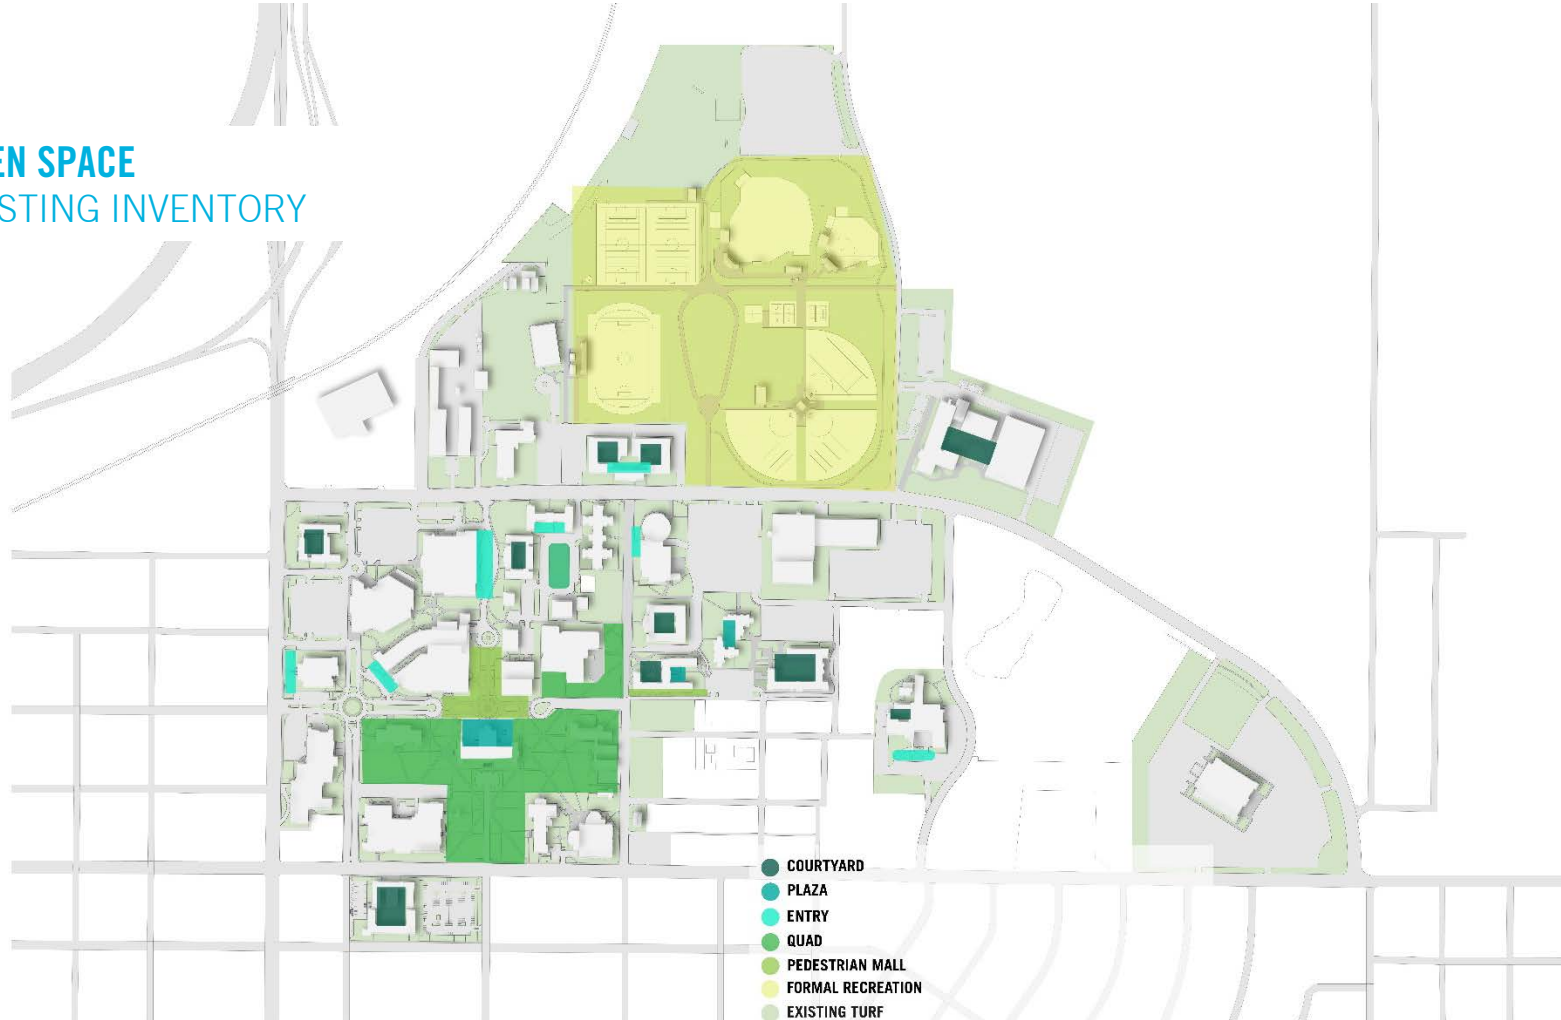 EN SPACE
STING INVENTORY
COURTYARD
PLAZA
ENTRY
QUAD
PEDESTRIAN MALL
FORMAL RECREATION
EXISTING TURF